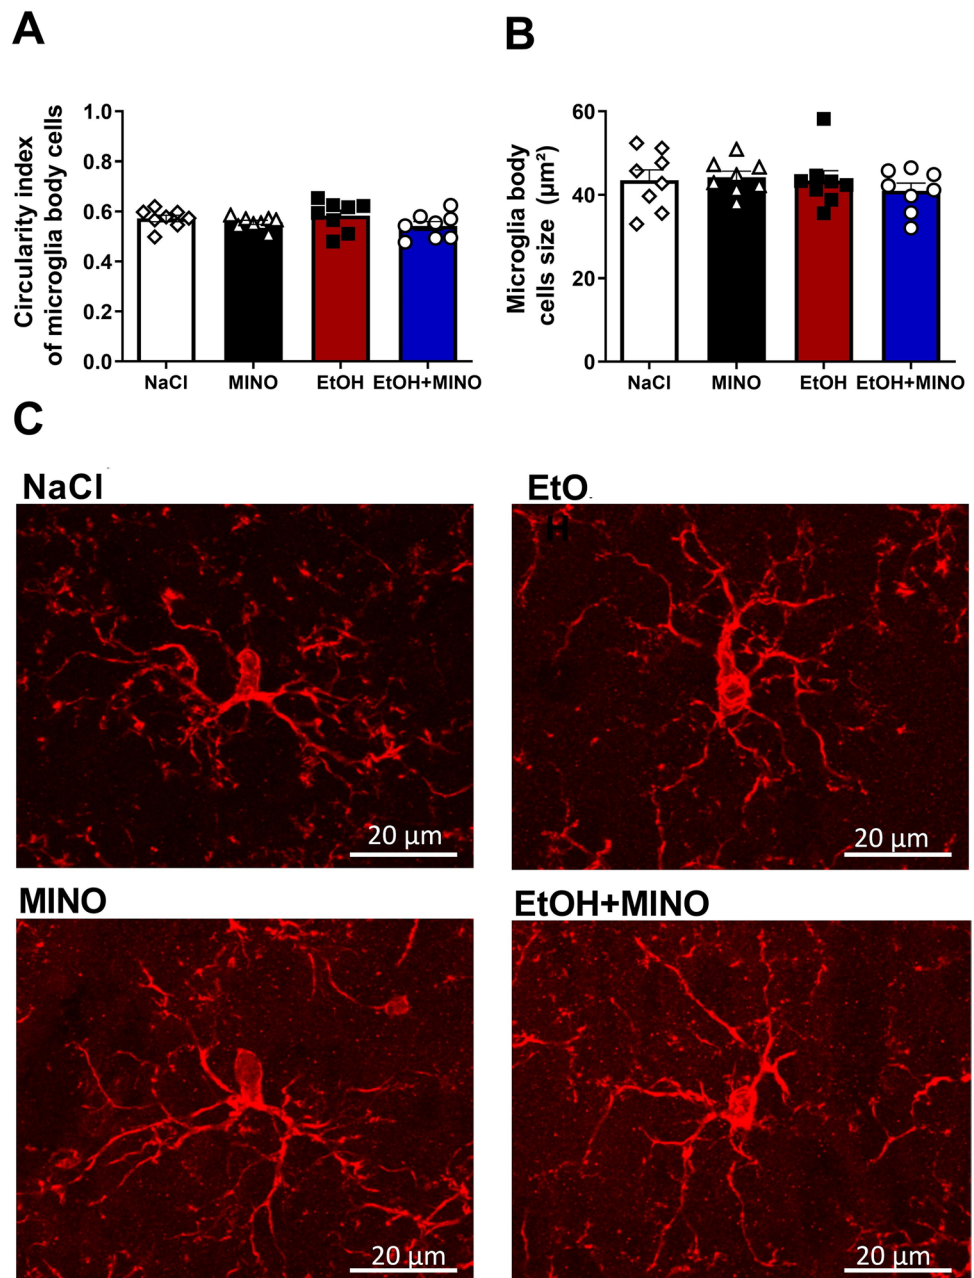 A
B
Circularity index
of microglia body cells
1.0
0.8
0.6
0.4
0.2
0.0
NaCl
MINO
EtOH
EtOH+MINO
Microglia body
cells size (µm²)
60
40
20
0
NaCl
MINO
EtOH
EtOH+MINO
C
NaCl
EtO
H
20 µm
20 µm
MINO
EtOH+MINO
20 µm
20 µm